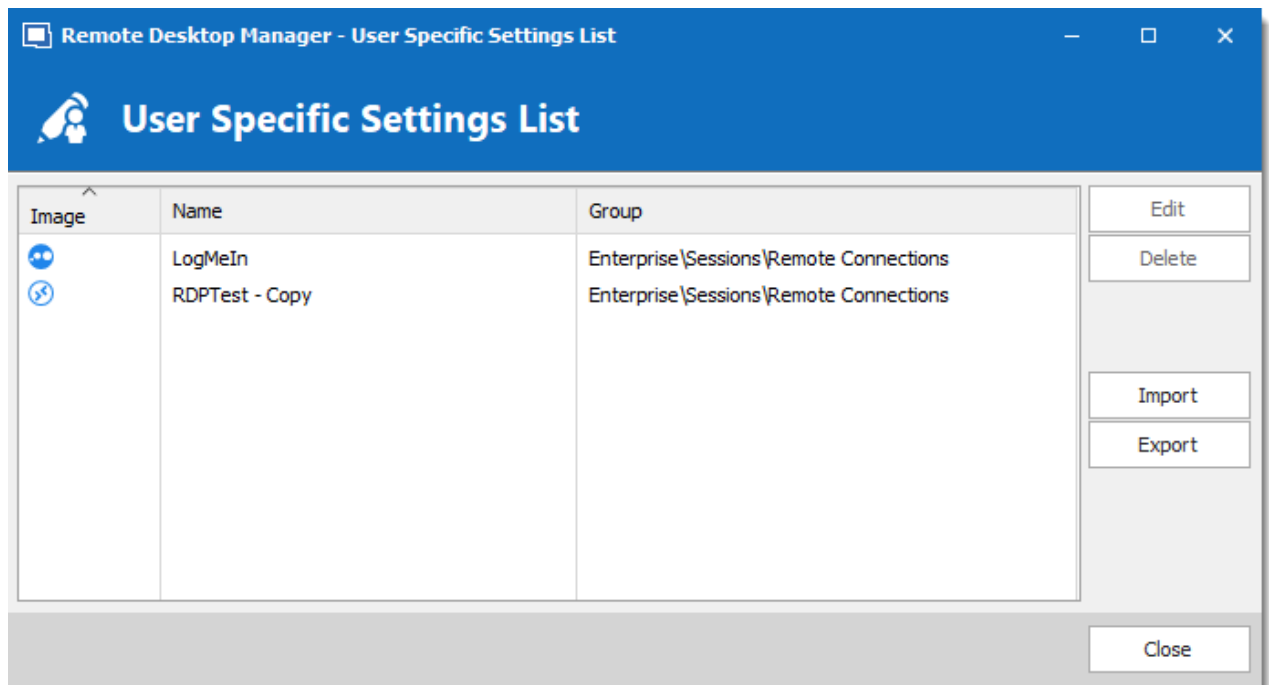 Remote Desktop Manager - User Specific Settings List
User Specific Settings List
Image Name Group
LogMeIn Enterprise\Sessions\Remote Connections
RDPTest - Copy Enterprise\Sessions\Remote Connections
Edit
Delete
Import
Export
Close